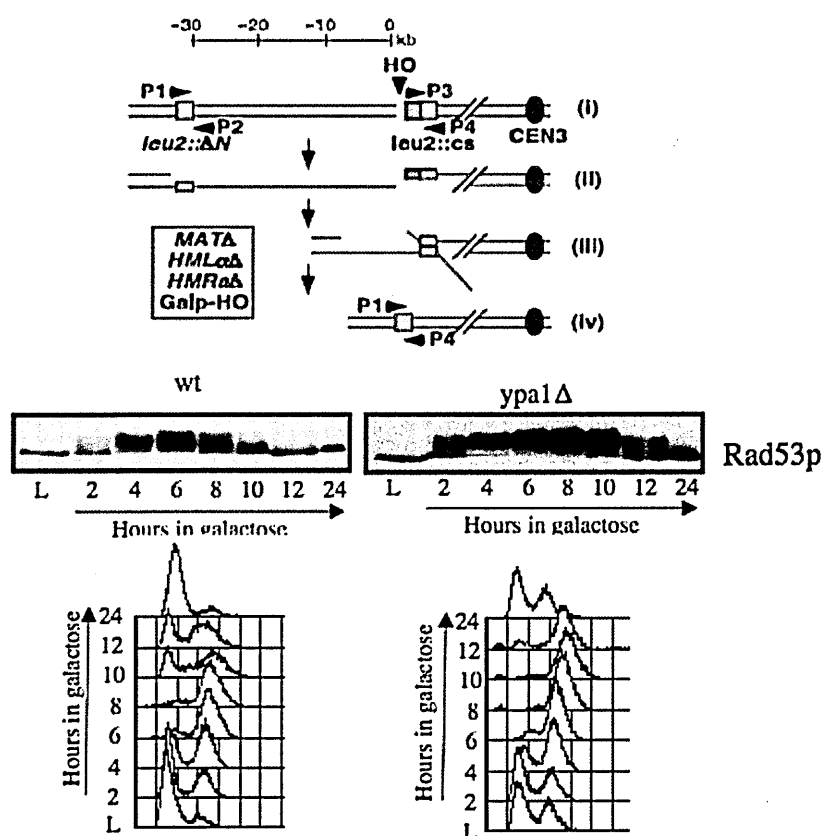 -30 -20 -10 0
kb
HO
P1 P3
(i)
P2 P4
leu2::ΔN leu2::cs CEN3
(ii)
MATΔ
HMLαΔ
HMRaΔ
Galp-HO
(iii)
P1
(iv)
P4
wt ypa1Δ
Rad53p
L 2 4 6 8 10 12 24 L 2 4 6 8 10 12 24
Hours in galactose Hours in galactose
Hours in galactose
24
12
10
8
6
4
2
L
Hours in galactose
24
12
10
8
6
4
2
L